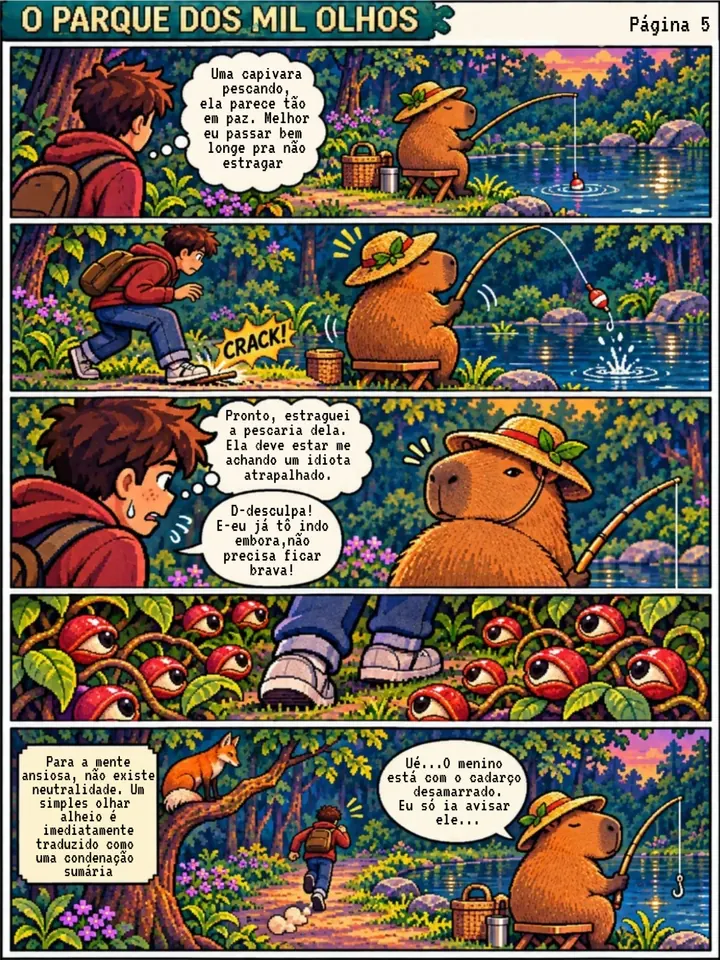 O PARQUE DOS MIL OLHOS
Página 5
Uma capivara
pescando,
ela parece tão
em paz. Melhor
eu passar bem
longe pra não
estragar
CRACK!
Pronto, estraguei
a pescaria dela.
Ela deve estar me
achando um idiota
atrapalhado.
D-desculpa!
E-eu já tô indo
embora,não
precisa ficar
brava!
Para a mente
ansiosa, não existe
neutralidade. Um
simples olhar
alheio é
imediatamente
traduzido como
uma condenação
sumária
Ué...O menino
está com o cadarço
desamarrado.
Eu só ia avisar
ele...